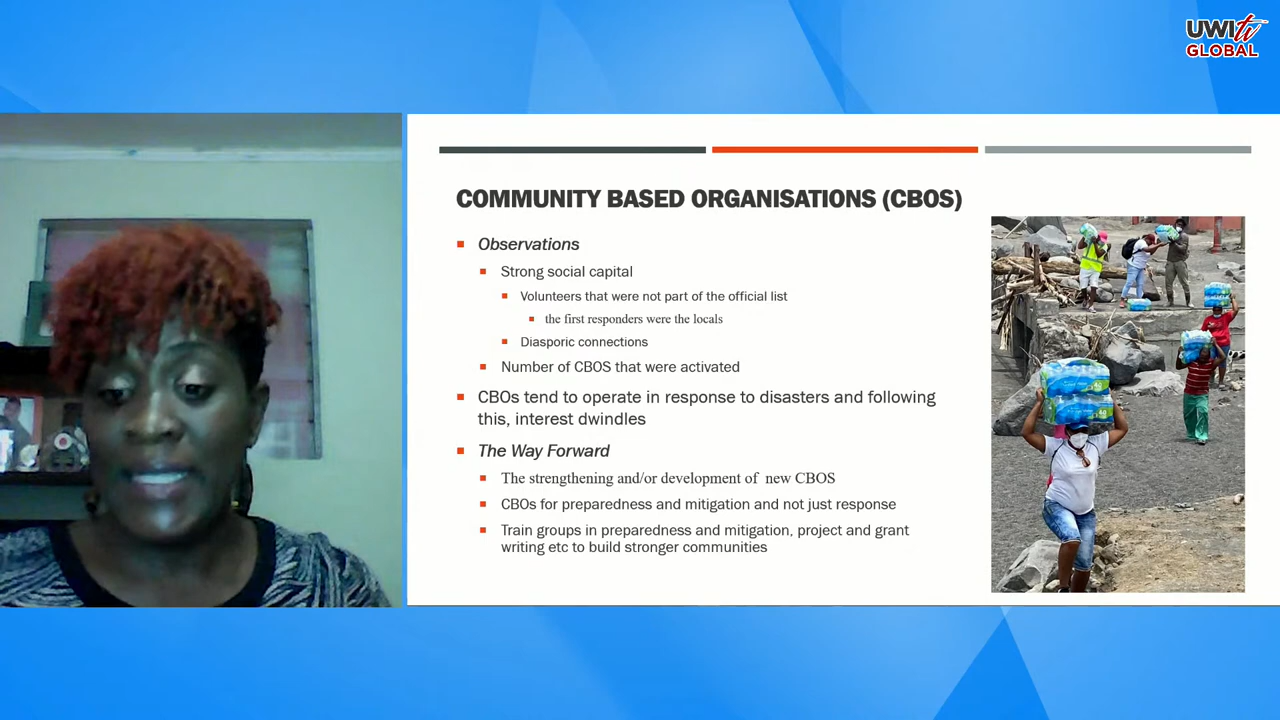 UWItv
GLOBAL
COMMUNITY BASED ORGANISATIONS (CBOS)
Observations
Strong social capital
Volunteers that were not part of the official list
the first responders were the locals
Diasporic connections
Number of CBOS that were activated
CBOs tend to operate in response to disasters and following
this, interest dwindles
The Way Forward
The strengthening and/or development of new CBOS
CBOs for preparedness and mitigation and not just response
Train groups in preparedness and mitigation, project and grant
writing etc to build stronger communities